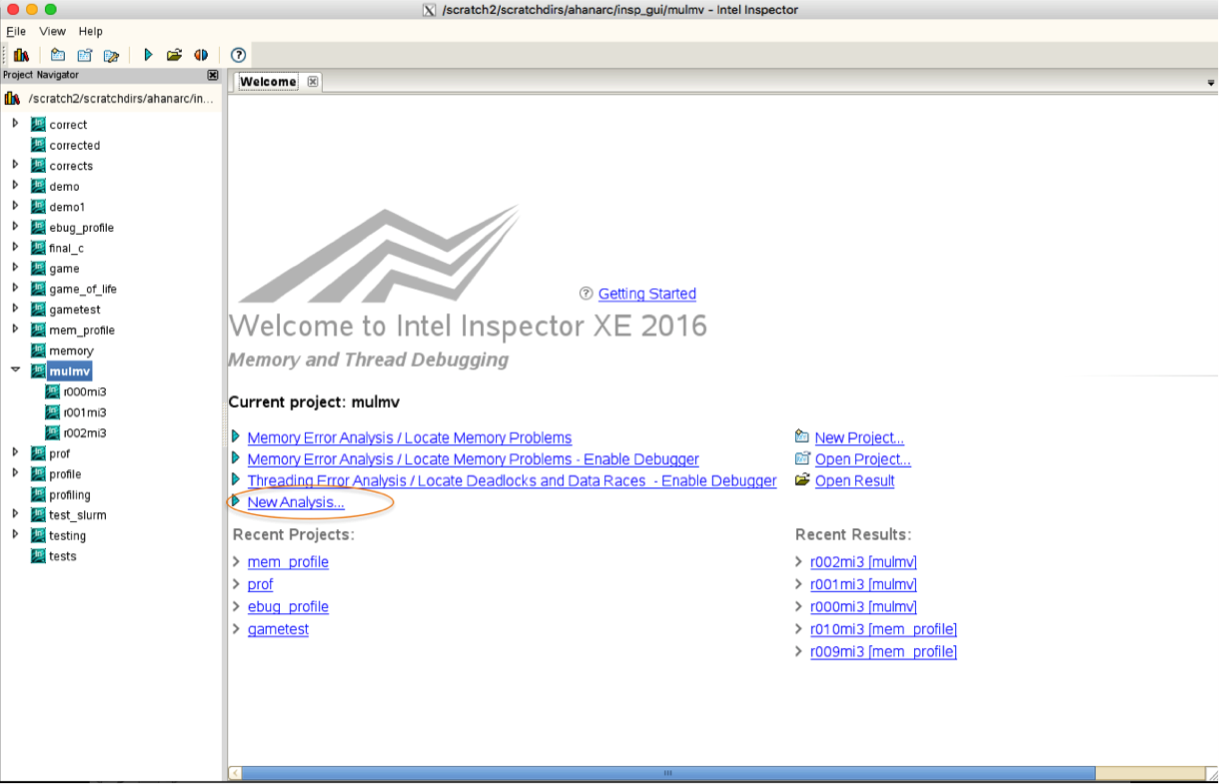 /scratch2/scratchdirs/ahanarc/insp_gui/mulmv - Intel Inspector
File View Help
Project Navigator
/scratch2/scratchdirs/ahanarc/in...
correct
corrected
corrects
demo
demo1
ebug_profile
final_c
game
game_of_life
gametest
mem_profile
memory
mulmv
r000mi3
r001mi3
r002mi3
prof
profile
profiling
test_slurm
testing
tests
Welcome
Getting Started
Welcome to Intel Inspector XE 2016
Memory and Thread Debugging
Current project: mulmv
Memory Error Analysis / Locate Memory Problems
Memory Error Analysis / Locate Memory Problems - Enable Debugger
Threading Error Analysis / Locate Deadlocks and Data Races - Enable Debugger
New Analysis...
New Project...
Open Project...
Open Result
Recent Projects:
mem_profile
prof
ebug_profile
gametest
Recent Results:
r002mi3 [mulmv]
r001mi3 [mulmv]
r000mi3 [mulmv]
r010mi3 [mem_profile]
r009mi3 [mem_profile]